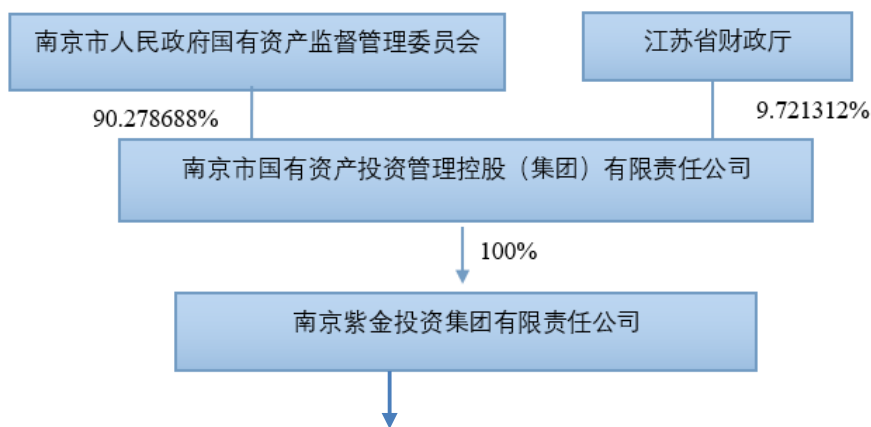 南京市人民政府国有资产监督管理委员会
江苏省财政厅
90.278688%
9.721312%
南京市国有资产投资管理控股（集团）有限责任公司
100%
南京紫金投资集团有限责任公司